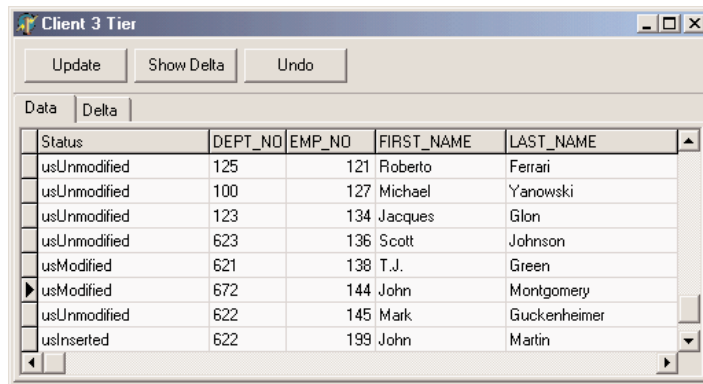 Client 3 Tier
Update Show Delta Undo
Data Delta
Status DEPT_NO EMP_NO FIRST_NAME LAST_NAME
usUnmodified 125 121 Roberto Ferrari
usUnmodified 100 127 Michael Yanowski
usUnmodified 123 134 Jacques Glon
usUnmodified 623 136 Scott Johnson
usModified 621 138 T.J. Green
usModified 672 144 John Montgomery
usUnmodified 622 145 Mark Guckenheimer
usInserted 622 199 John Martin